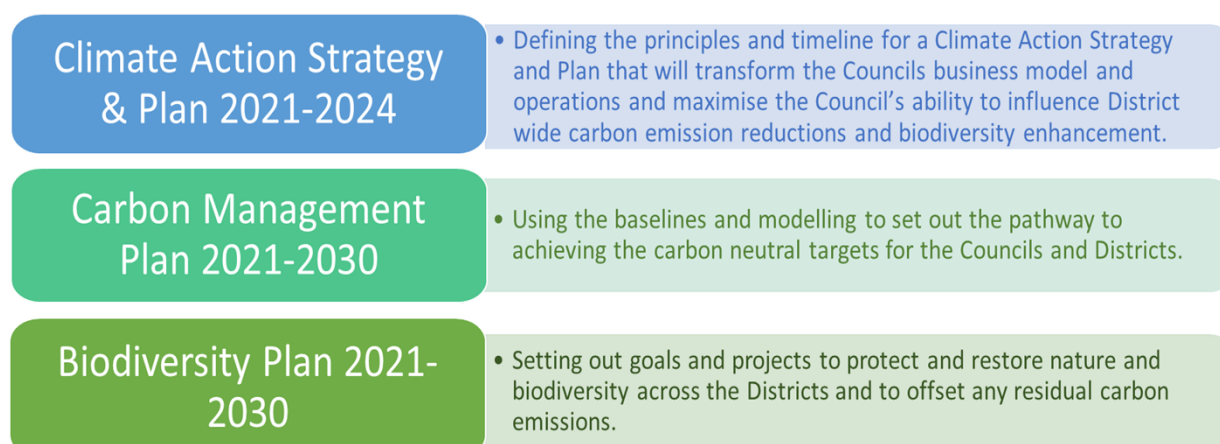 Climate Action Strategy
& Plan 2021-2024
• Defining the principles and timeline for a Climate Action Strategy
and Plan that will transform the Councils business model and
operations and maximise the Council's ability to influence District
wide carbon emission reductions and biodiversity enhancement.
Carbon Management
Plan 2021-2030
• Using the baselines and modelling to set out the pathway to
achieving the carbon neutral targets for the Councils and Districts.
Biodiversity Plan 2021-
2030
• Setting out goals and projects to protect and restore nature and
biodiversity across the Districts and to offset any residual carbon
emissions.